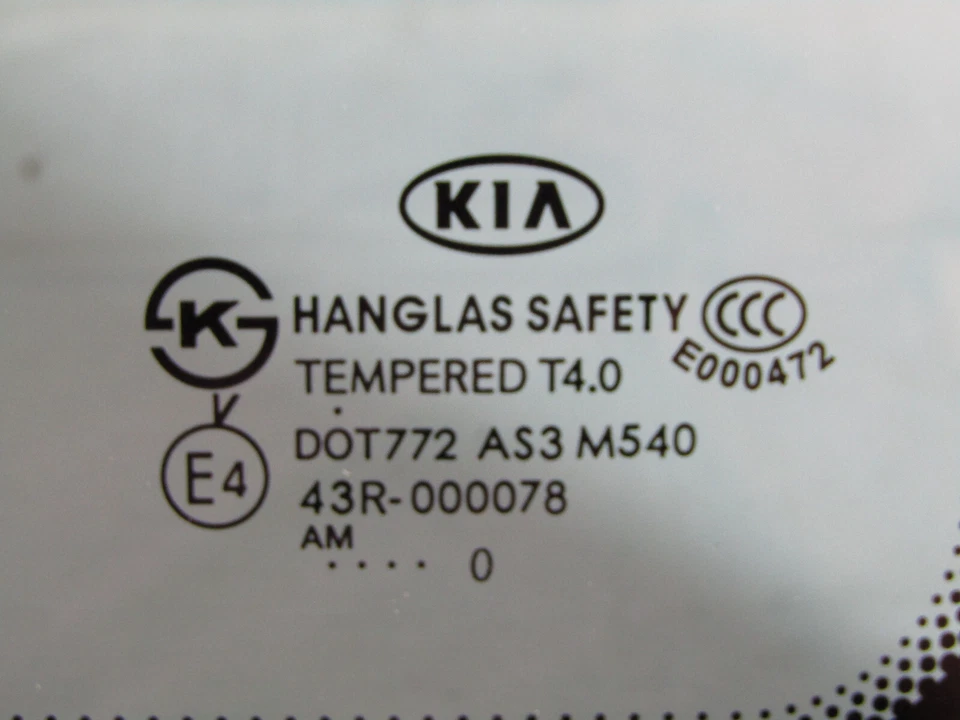 KIA
K
HANGLAS SAFETY
CCC
E000472
TEMPERED T4.0
V
DOT772 AS3 M540
E4
43R-000078
AM
.... 0